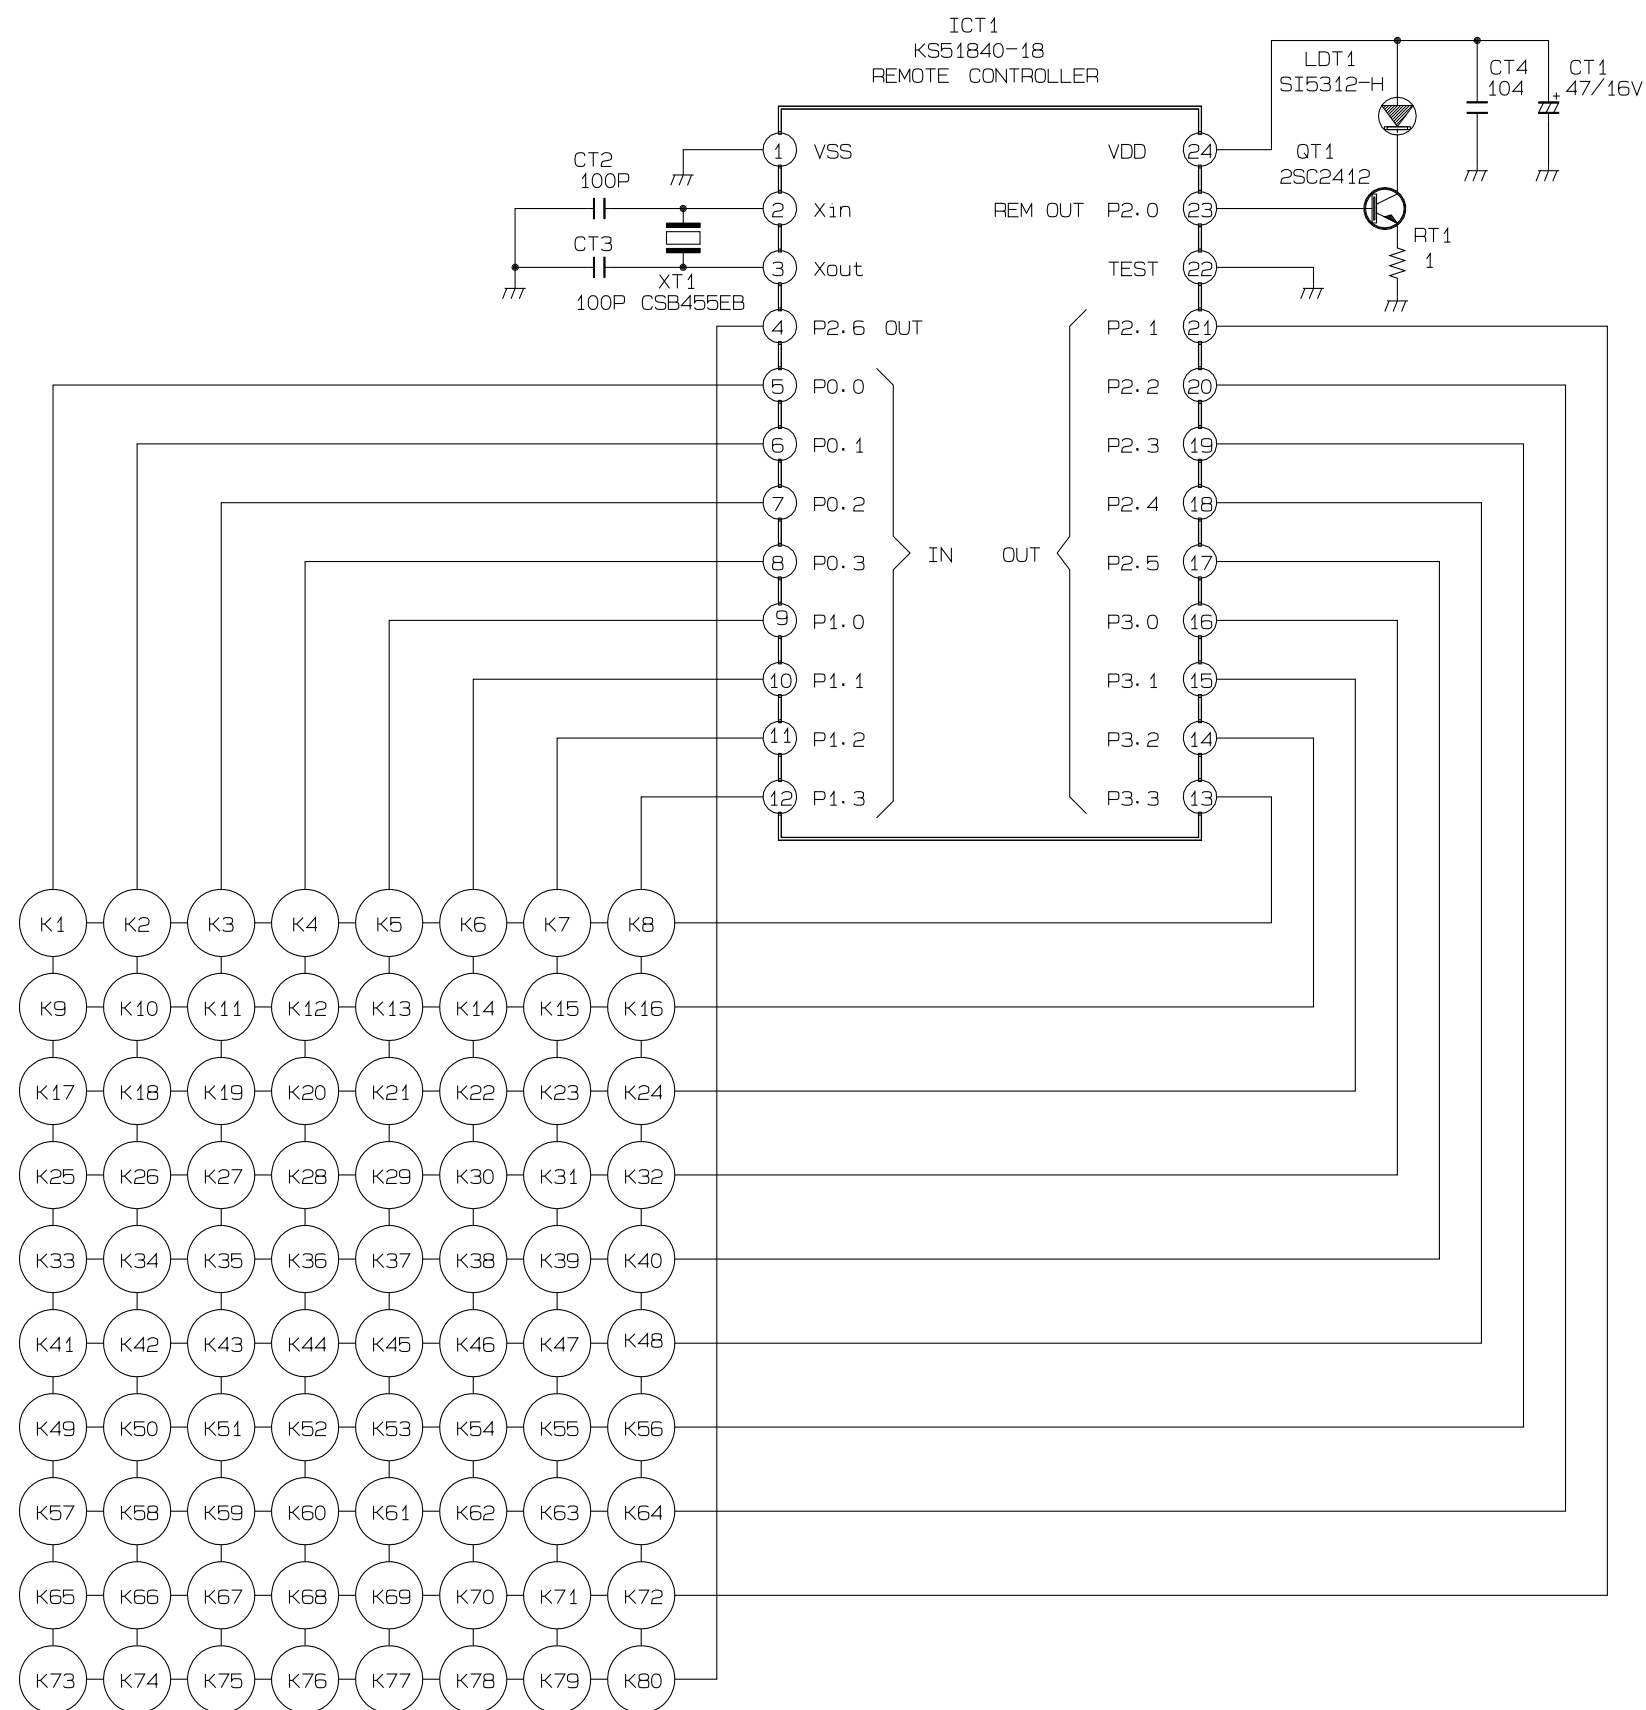 ICT1
KS51840-18
REMOTE CONTROLLER
LDT1
SI5312-H
CT4
104
CT1
+
47/16V
1 VSS
VDD 24
QT1
2SC2412
CT2
100P
2 Xin
REM OUT P2.0 23
RT1
1
CT3
100P
XT1
CSB455EB
3 Xout
TEST 22
4 P2.6 OUT
P2.1 21
5 P0.0
P2.2 20
6 P0.1
P2.3 19
7 P0.2
P2.4 18
8 P0.3
IN OUT
P2.5 17
9 P1.0
P3.0 16
10 P1.1
P3.1 15
11 P1.2
P3.2 14
12 P1.3
P3.3 13
K1 K2 K3 K4 K5 K6 K7 K8
K9 K10 K11 K12 K13 K14 K15 K16
K17 K18 K19 K20 K21 K22 K23 K24
K25 K26 K27 K28 K29 K30 K31 K32
K33 K34 K35 K36 K37 K38 K39 K40
K41 K42 K43 K44 K45 K46 K47 K48
K49 K50 K51 K52 K53 K54 K55 K56
K57 K58 K59 K60 K61 K62 K63 K64
K65 K66 K67 K68 K69 K70 K71 K72
K73 K74 K75 K76 K77 K78 K79 K80